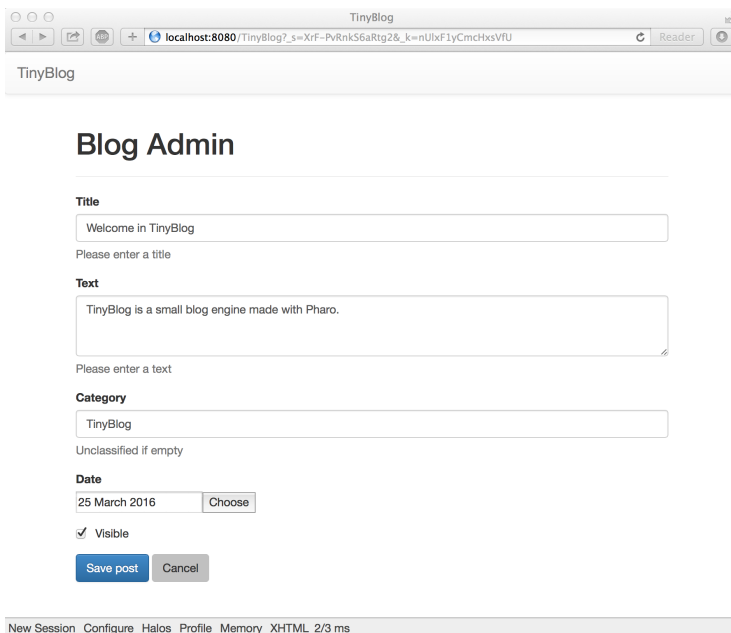 TinyBlog
ABP
localhost:8080/TinyBlog?_s=XrF-PvRnkS6aRtg2&_k=nUlxF1yCmcHxsVfU
Reader
TinyBlog
Blog Admin
Title
Welcome in TinyBlog
Please enter a title
Text
TinyBlog is a small blog engine made with Pharo.
Please enter a text
Category
TinyBlog
Unclassified if empty
Date
25 March 2016 Choose
Visible
Save post Cancel
New Session Configure Halos Profile Memory XHTML 2/3 ms